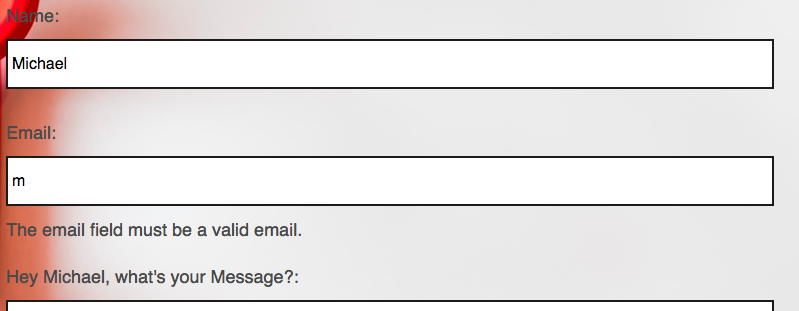 Name:
Michael
Email:
m
The email field must be a valid email.
Hey Michael, what's your Message?: